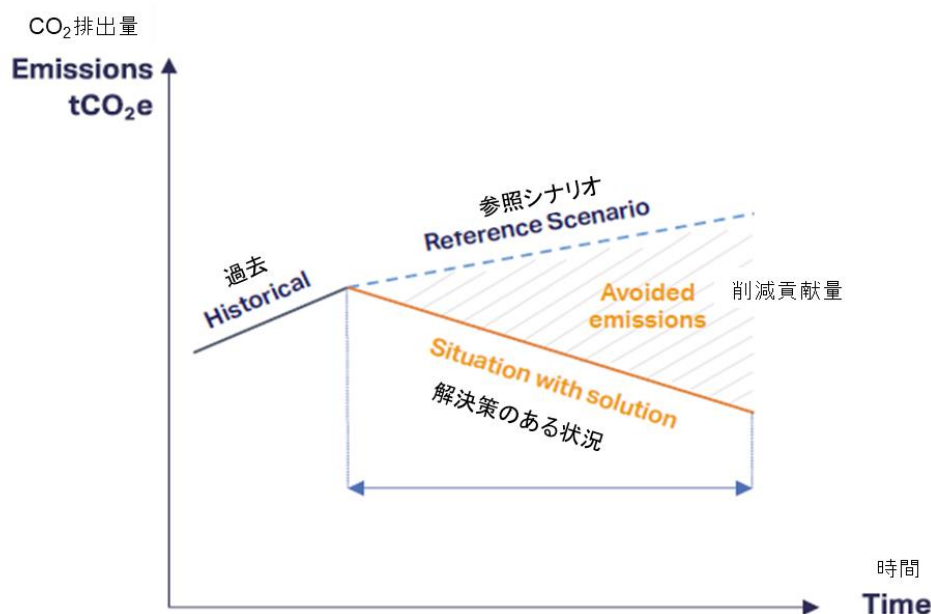 CO₂排出量
Emissions
tCO₂e
参照シナリオ
Reference Scenario
過去
Historical
Avoided
emissions
削減貢献量
Situation with solution
解決策のある状況
時間
Time